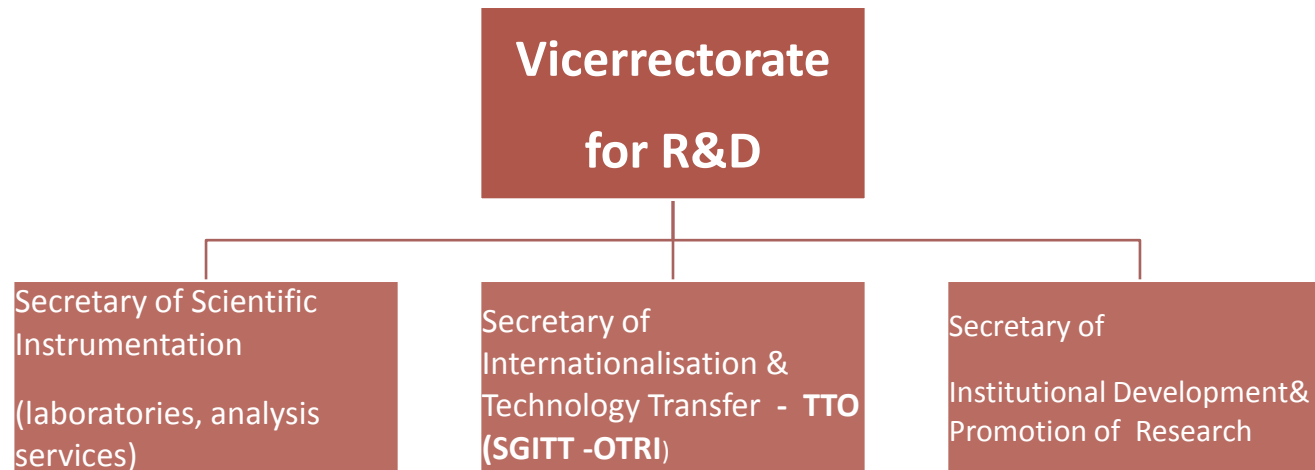 Vicerrectorate
for R&D
Secretary of Scientific
Instrumentation
(laboratories, analysis
services)
Secretary of
Internationalisation &
Technology Transfer - TTO
(SGITT -OTRI)
Secretary of
Institutional Development&
Promotion of Research